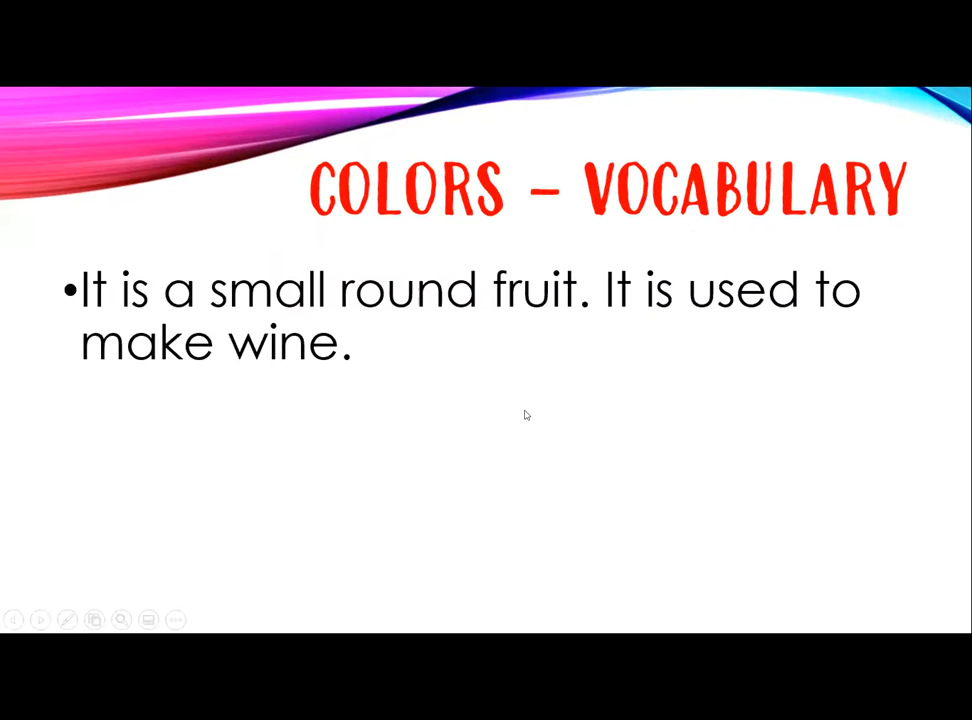 COLORS – VOCABULARY
•It is a small round fruit. It is used to
make wine.